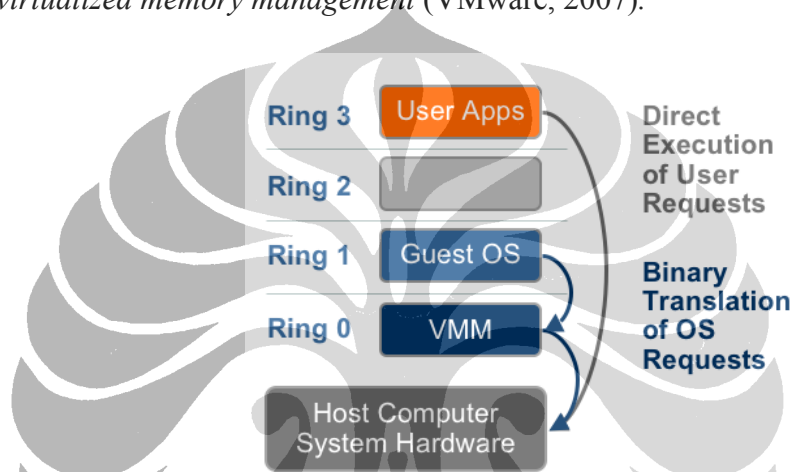 virtualized memory management (VMware, 2007).
Ring 3
User Apps
Direct
Execution
of User
Requests
Ring 2
Ring 1
Guest OS
Binary
Translation
of OS
Requests
Ring 0
VMM
Host Computer
System Hardware